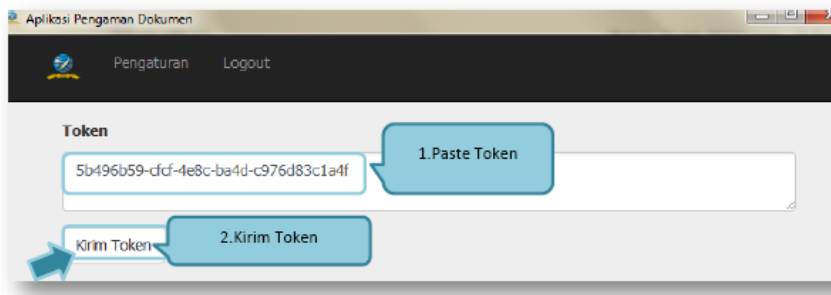 Aplikasi Pengaman Dokumen
Pengaturan Logout
Token
5b496b59-cfcf-4e8c-ba4d-c976d83c1a4f
1.Paste Token
Kirim Token
2.Kirim Token